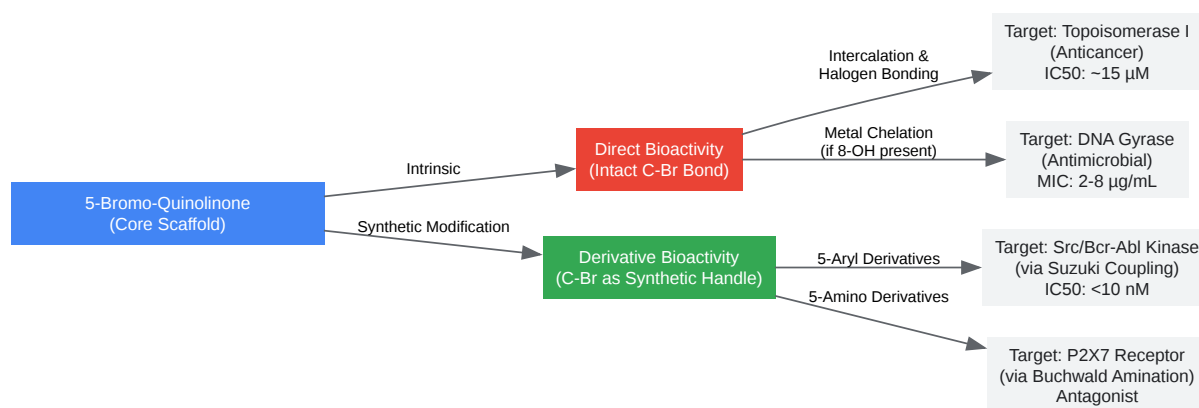 5-Bromo-Quinolinone
(Core Scaffold)
Intrinsic
Synthetic Modification
Direct Bioactivity
(Intact C-Br Bond)
Derivative Bioactivity
(C-Br as Synthetic Handle)
Intercalation &
Halogen Bonding
Metal Chelation
(if 8-OH present)
5-Aryl Derivatives
5-Amino Derivatives
Target: Topoisomerase I
(Anticancer)
IC50: ~15 µM
Target: DNA Gyrase
(Antimicrobial)
MIC: 2-8 µg/mL
Target: Src/Bcr-Abl Kinase
(via Suzuki Coupling)
IC50: <10 nM
Target: P2X7 Receptor
(via Buchwald Amination)
Antagonist